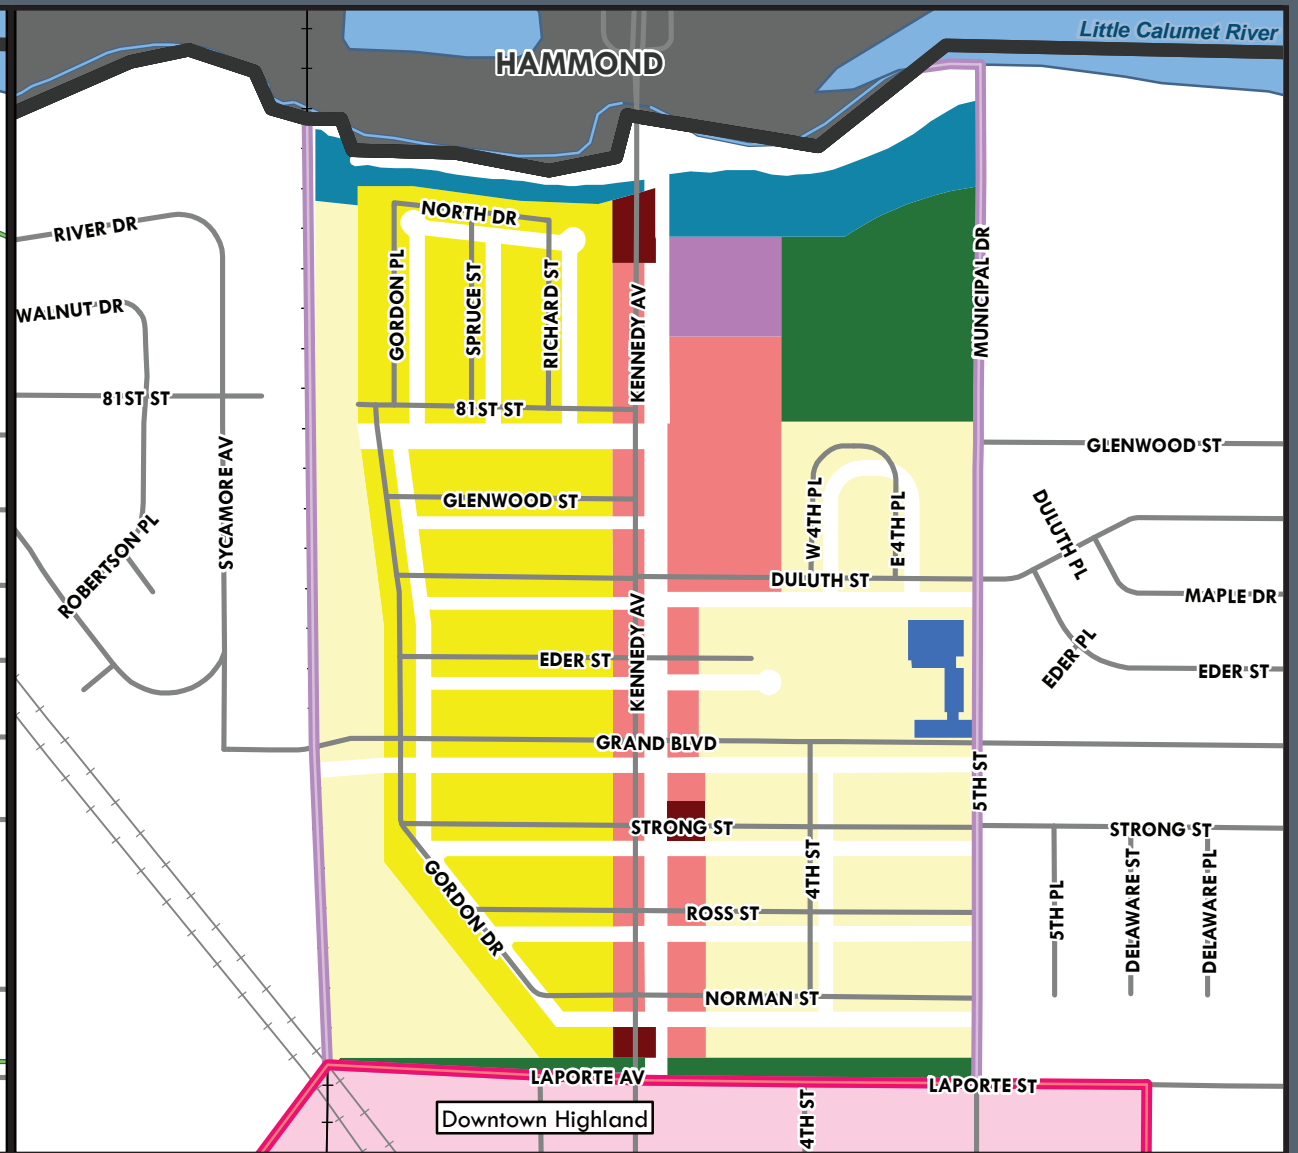 Little Calumet River
HAMMOND
NORTH DR
RIVER DR
MUNICIPAL DR
GORDON PL
SPRUCE ST
RICHARD ST
KENNEDY AV
WALNUT DR
81ST ST
81ST ST
GLENWOOD ST
SYCAMORE AV
GLENWOOD ST
W 4TH PL
E 4TH PL
DULUTH PL
ROBERTSON PL
DULUTH ST
MAPLE DR
KENNEDY AV
EDER ST
EDER PL
EDER ST
GRAND BLVD
5TH ST
STRONG ST
STRONG ST
4TH ST
GORDON DR
ROSS ST
5TH PL
DELAWARE ST
DELAWARE PL
NORMAN ST
LAPORTE AV
LAPORTE ST
Downtown Highland
4TH ST